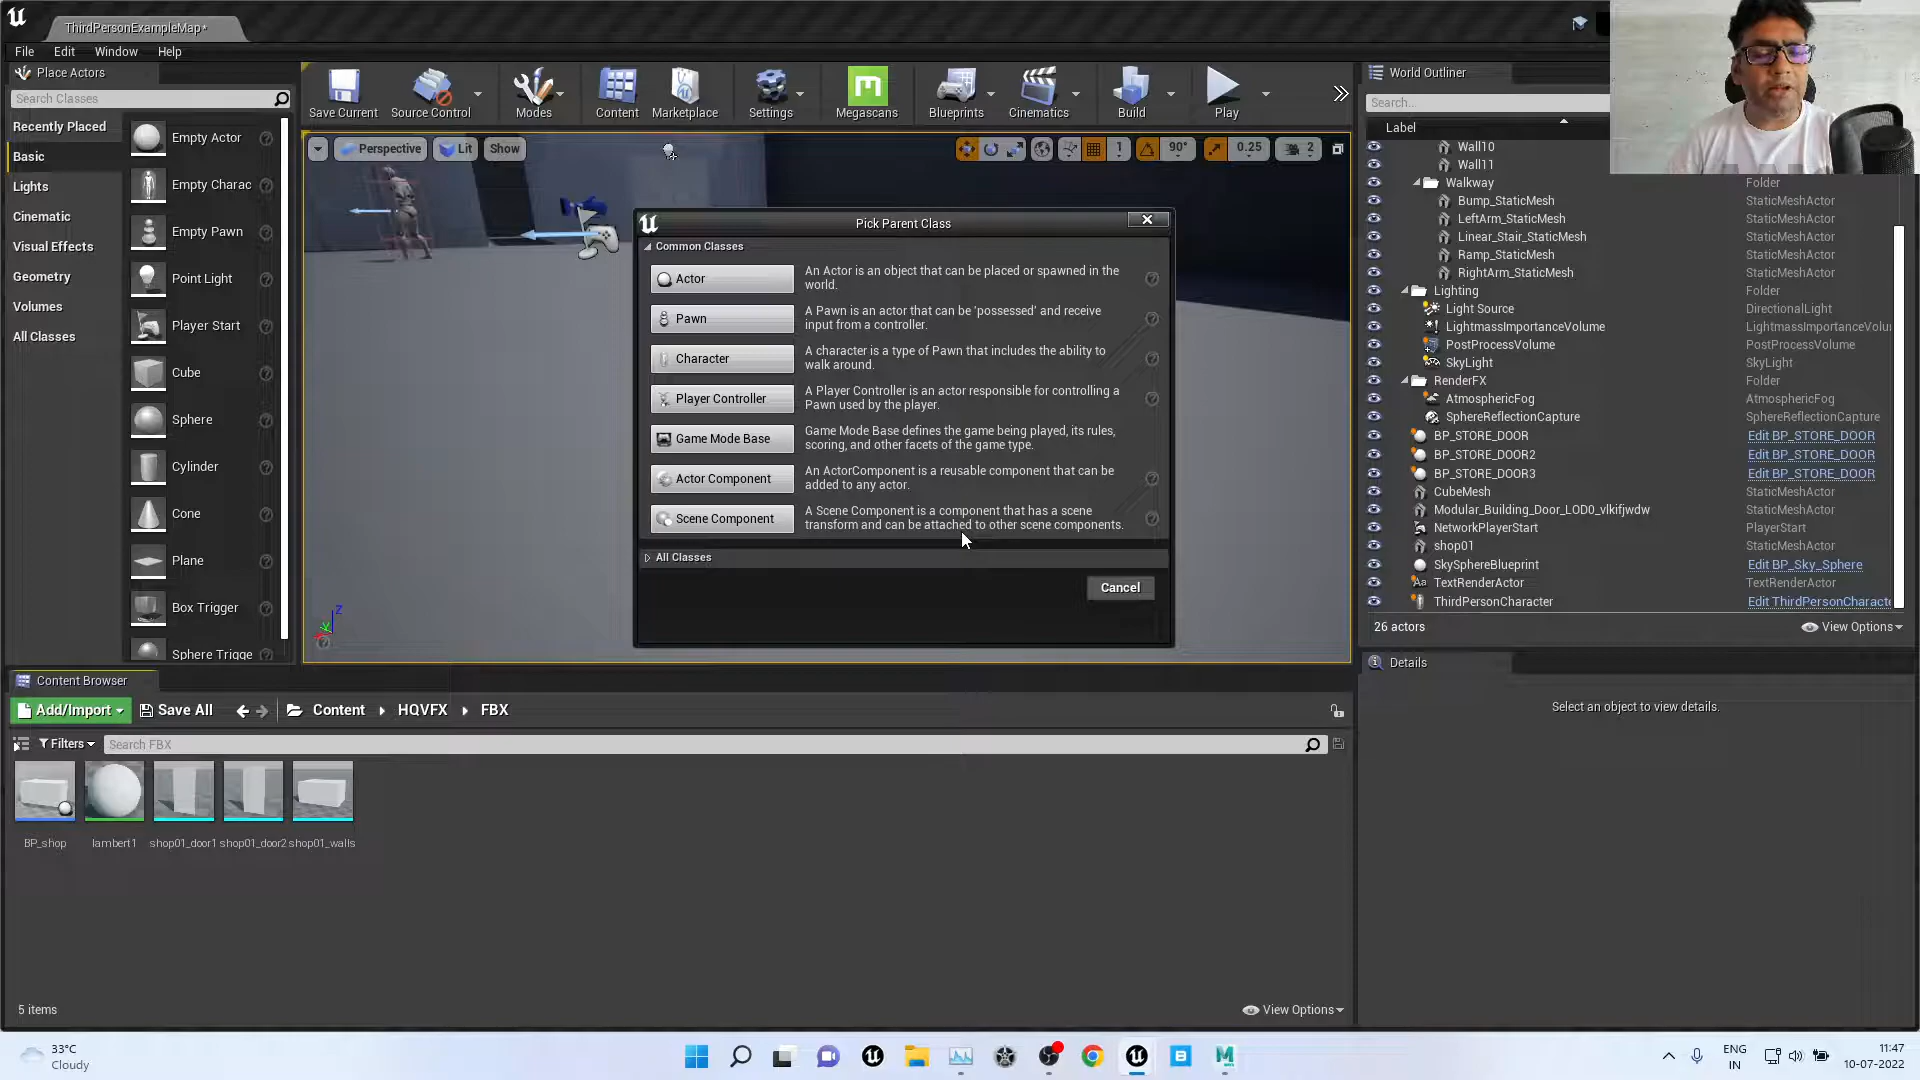 ThirdPersonExampleMap*
File Edit Window Help
Place Actors
Search Classes
Recently Placed
Basic
Lights
Cinematic
Visual Effects
Geometry
Volumes
All Classes
Empty Actor
Empty Charac
Empty Pawn
Point Light
Player Start
Cube
Sphere
Cylinder
Cone
Plane
Box Trigger
Sphere Trigge
Save Current Source Control Modes Content Marketplace Settings Megascans Blueprints Cinematics Build Play
Perspective Lit Show 1 90° 0.25 2
Pick Parent Class
Common Classes
Actor
An Actor is an object that can be placed or spawned in the
world.
Pawn
A Pawn is an actor that can be 'possessed' and receive
input from a controller.
Character
A character is a type of Pawn that includes the ability to
walk around.
Player Controller
A Player Controller is an actor responsible for controlling a
Pawn used by the player.
Game Mode Base
Game Mode Base defines the game being played, its rules,
scoring, and other facets of the game type.
Actor Component
An ActorComponent is a reusable component that can be
added to any actor.
Scene Component
A Scene Component is a component that has a scene
transform and can be attached to other scene components.
All Classes
Cancel
Z
World Outliner
Search...
Label
Wall10
Wall11
Walkway Folder
Bump_StaticMesh StaticMeshActor
LeftArm_StaticMesh StaticMeshActor
Linear_Stair_StaticMesh StaticMeshActor
Ramp_StaticMesh StaticMeshActor
RightArm_StaticMesh StaticMeshActor
Lighting Folder
Light Source DirectionalLight
LightmassImportanceVolume LightmassImportanceVolu
PostProcessVolume PostProcessVolume
SkyLight SkyLight
RenderFX Folder
AtmosphericFog AtmosphericFog
SphereReflectionCapture SphereReflectionCapture
BP_STORE_DOOR Edit BP_STORE_DOOR
BP_STORE_DOOR2 Edit BP_STORE_DOOR
BP_STORE_DOOR3 Edit BP_STORE_DOOR
CubeMesh StaticMeshActor
Modular_Building_Door_LOD0_vlkifjwdw StaticMeshActor
NetworkPlayerStart PlayerStart
shop01 StaticMeshActor
SkySphereBlueprint Edit BP_Sky_Sphere
TextRenderActor TextRenderActor
ThirdPersonCharacter Edit ThirdPersonCharacte
26 actors View Options
Details
Select an object to view details.
Content Browser
Add/Import Save All Content HQVFX FBX
Filters Search FBX
BP_shop lambert1 shop01_door1 shop01_door2 shop01_walls
5 items View Options
33°C
Cloudy
ENG
IN
11:47
10-07-2022